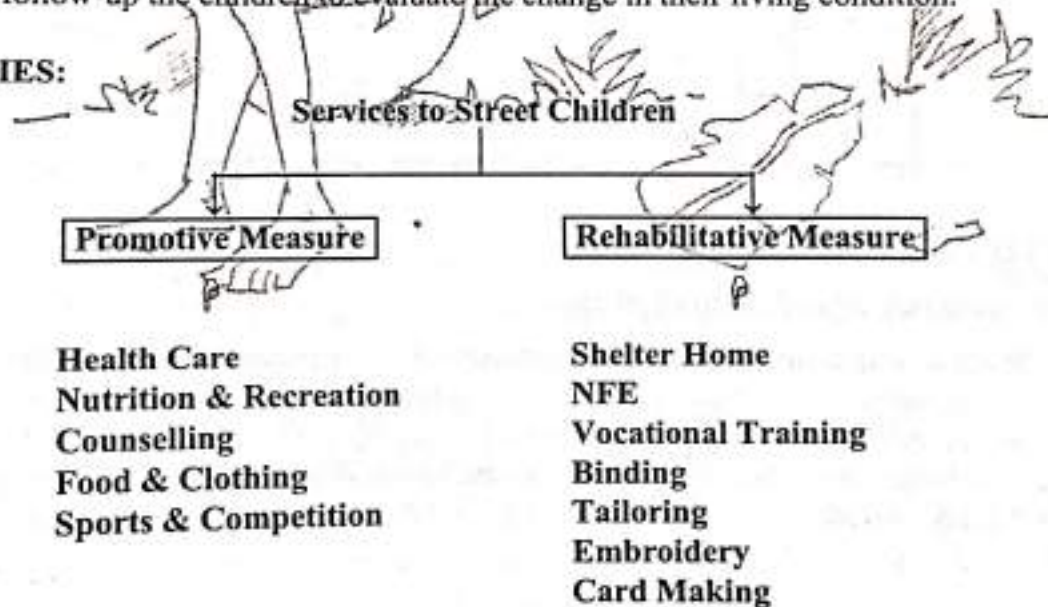 follow-up the children to evaluate the change in their living condition.
IES:
Services to Street Children
Promotive Measure
Rehabilitative Measure
Health Care
Nutrition & Recreation
Counselling
Food & Clothing
Sports & Competition
Shelter Home
NFE
Vocational Training
Binding
Tailoring
Embroidery
Card Making